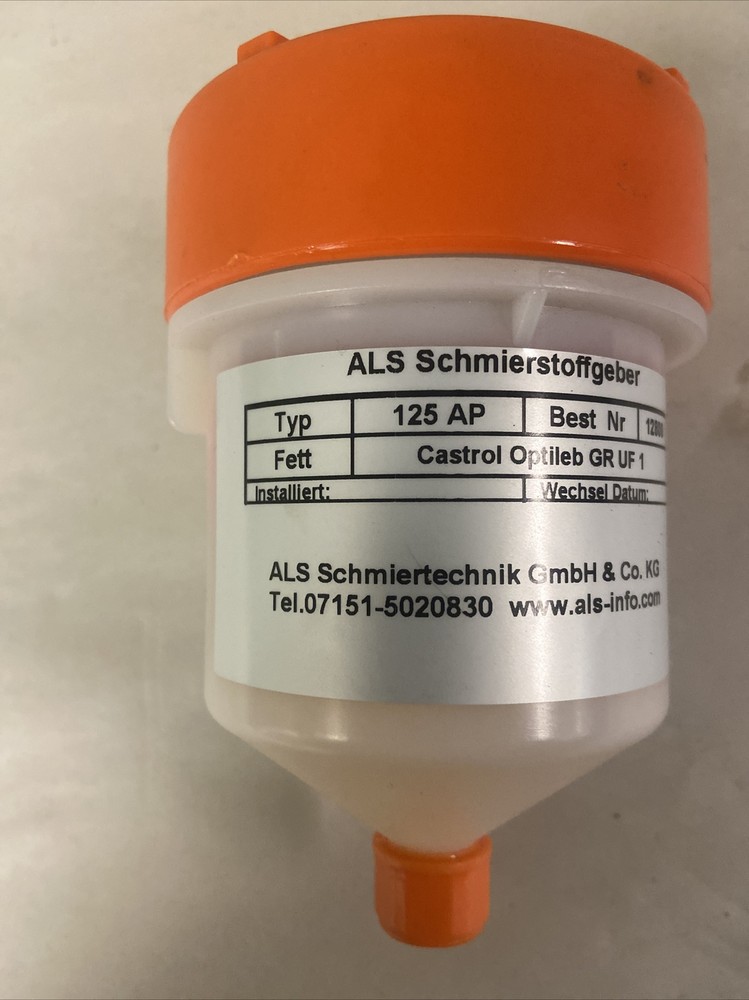 ALS Schmierstoffgeber
Typ 125 AP Best Nr
Fett Castrol Optileb GR UF 1
Installiert: Wechsel Datum:
ALS Schmiertechnik GmbH & Co. KG
Tel.07151-5020830 www.als-info.com